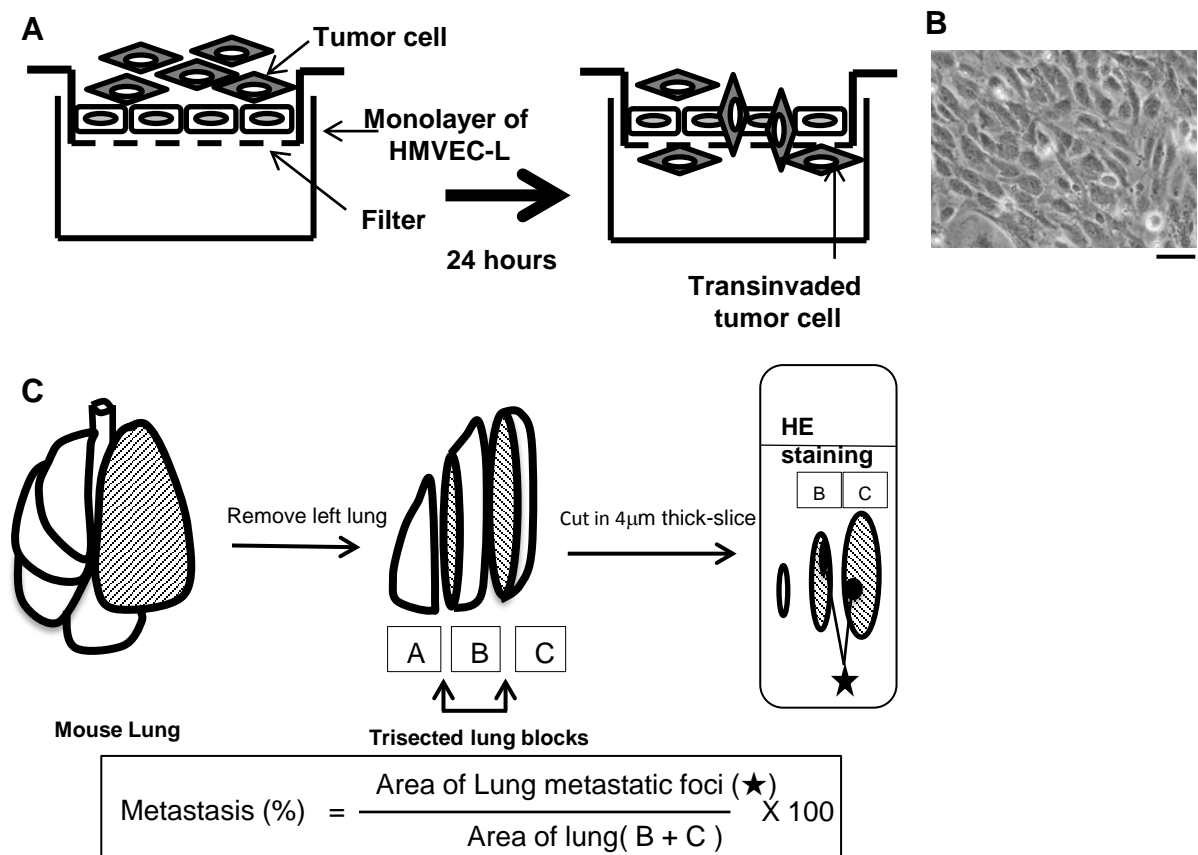 A
Tumor cell
Monolayer of
HMVEC-L
Filter
24 hours
Transinvaded
tumor cell
B
C
Remove left lung
Cut in 4μm thick-slice
HE
staining
B C
A B C
Mouse Lung
Trisected lung blocks
Metastasis (%) = Area of Lung metastatic foci (★) X 100
Area of lung( B + C )